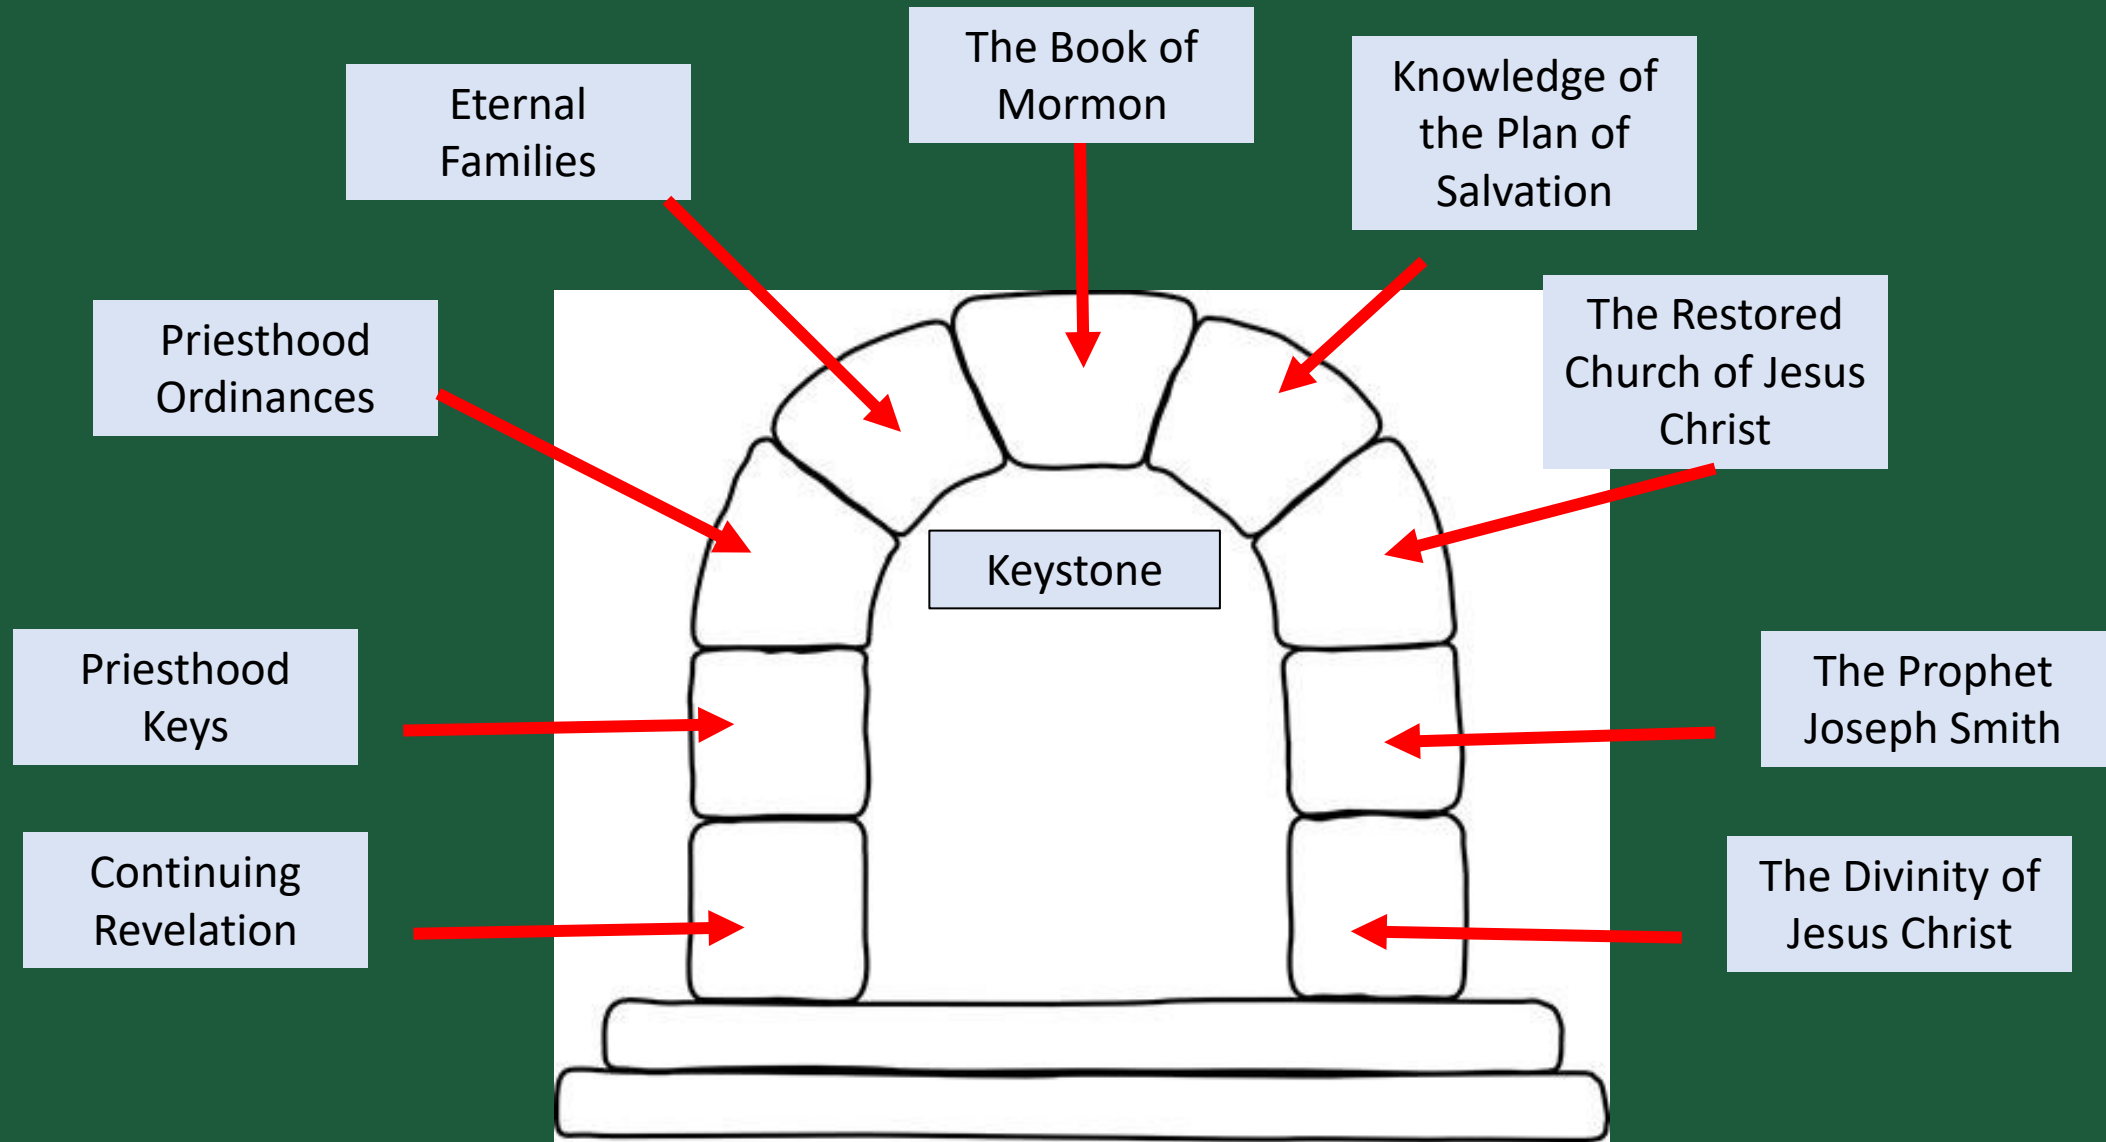 The Book of
Mormon
Knowledge of
the Plan of
Salvation
Eternal
Families
The Restored
Church of Jesus
Christ
Priesthood
Ordinances
Keystone
Priesthood
Keys
The Prophet
Joseph Smith
Continuing
Revelation
The Divinity of
Jesus Christ